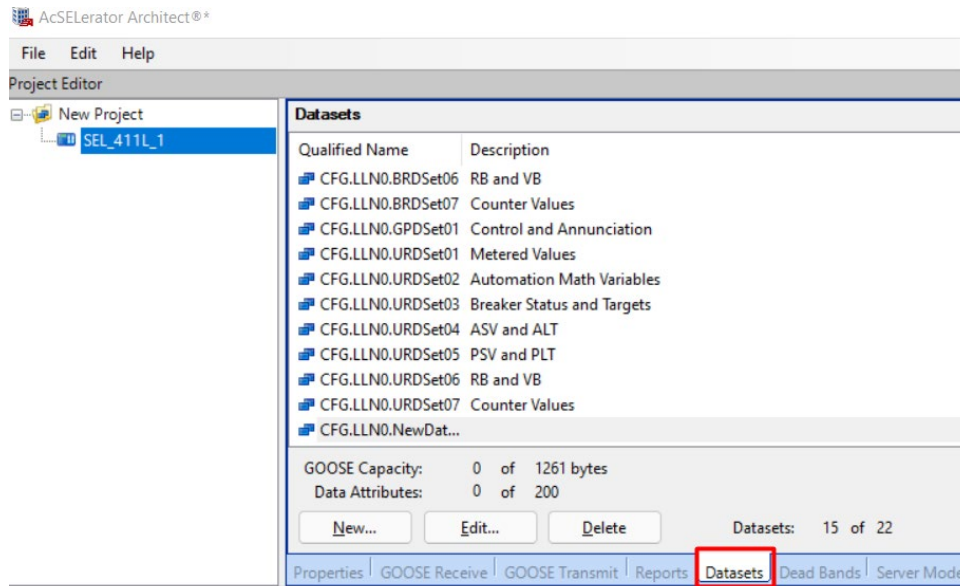 AcSELerator Architect®*
File Edit Help
Project Editor
New Project
SEL_411L_1
Datasets
Qualified Name Description
CFG.LLN0.BRDSet06 RB and VB
CFG.LLN0.BRDSet07 Counter Values
CFG.LLN0.GPDSet01 Control and Annunciation
CFG.LLN0.URDSet01 Metered Values
CFG.LLN0.URDSet02 Automation Math Variables
CFG.LLN0.URDSet03 Breaker Status and Targets
CFG.LLN0.URDSet04 ASV and ALT
CFG.LLN0.URDSet05 PSV and PLT
CFG.LLN0.URDSet06 RB and VB
CFG.LLN0.URDSet07 Counter Values
CFG.LLN0.NewDat...
GOOSE Capacity: 0 of 1261 bytes
Data Attributes: 0 of 200
New... Edit... Delete Datasets: 15 of 22
Properties GOOSE Receive GOOSE Transmit Reports Datasets Dead Bands Server Mode